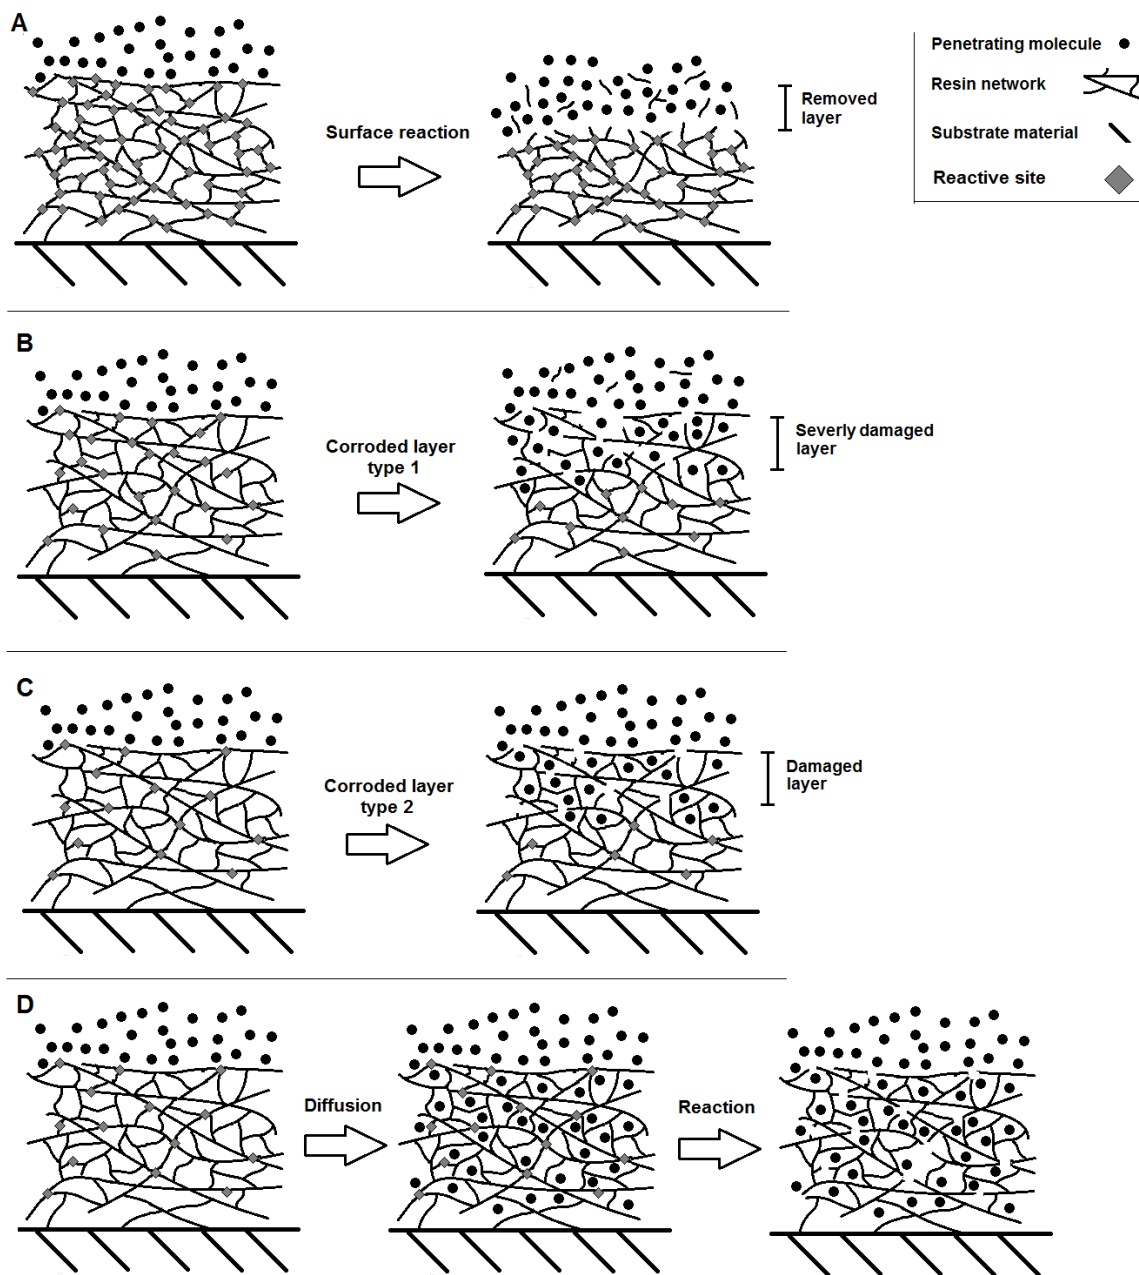 A
Surface reaction
Removed
layer
Penetrating molecule
Resin network
Substrate material
Reactive site
B
Corroded layer
type 1
Severly damaged
layer
C
Corroded layer
type 2
Damaged
layer
D
Diffusion
Reaction